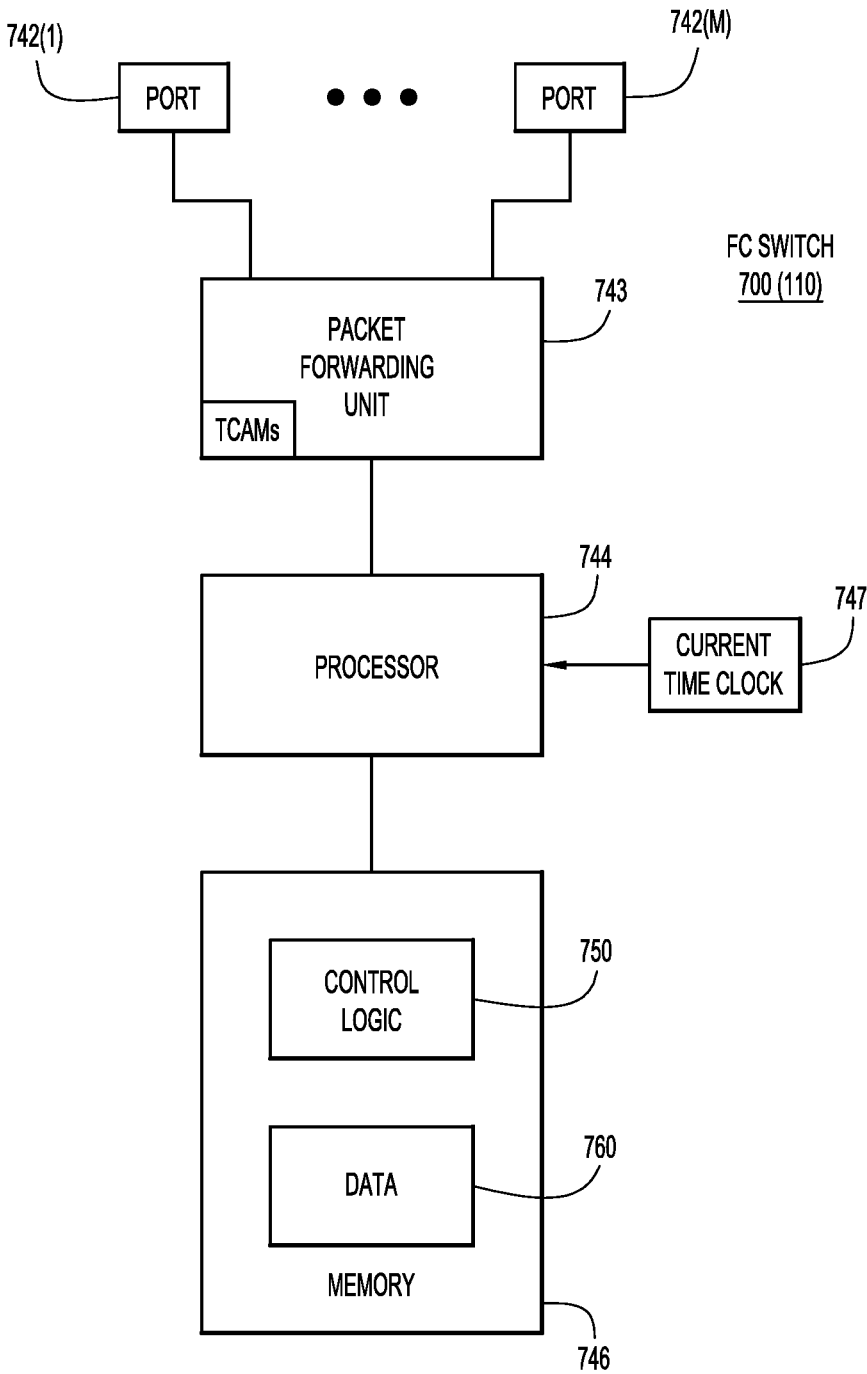 742(1)
742(M)
PORT
PORT
FC SWITCH
700 (110)
743
PACKET
FORWARDING
UNIT
TCAMs
744
747
PROCESSOR
CURRENT
TIME CLOCK
750
CONTROL
LOGIC
760
DATA
MEMORY
746